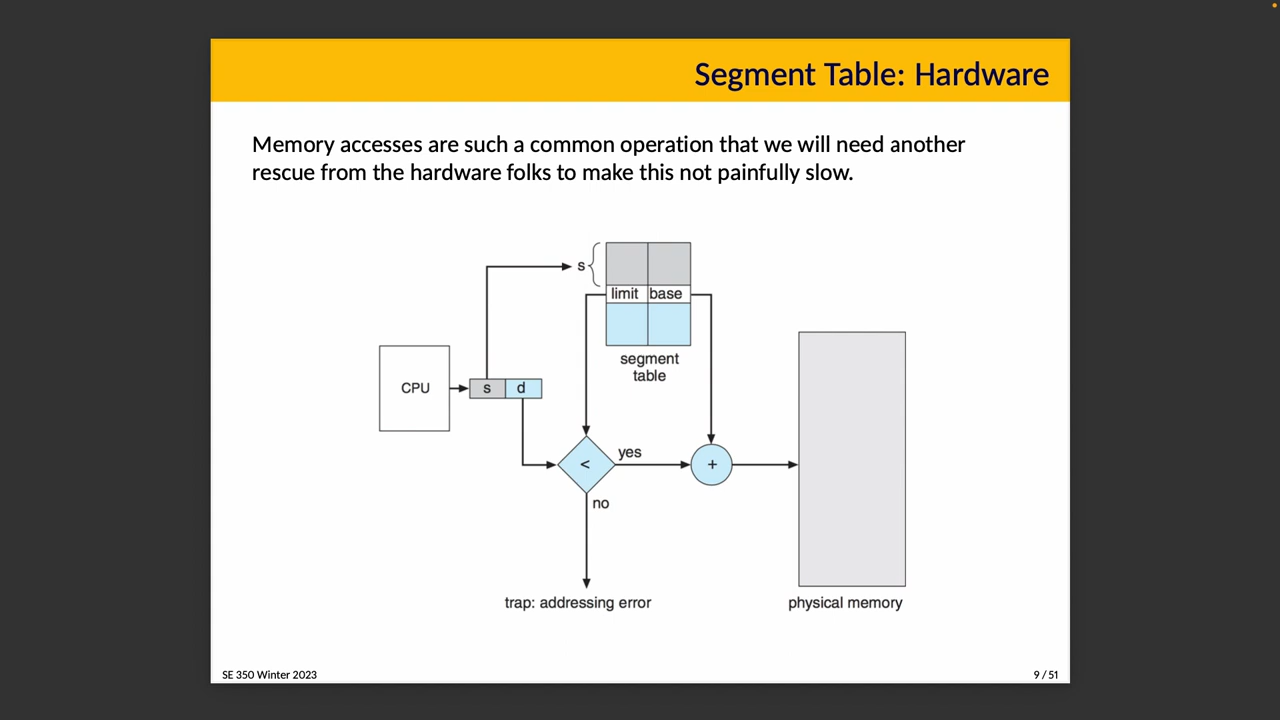 Segment Table: Hardware
Memory accesses are such a common operation that we will need another
rescue from the hardware folks to make this not painfully slow.
s
limit base
segment
table
CPU
s d
<
yes
+
no
trap: addressing error
physical memory
SE 350 Winter 2023
9 / 51